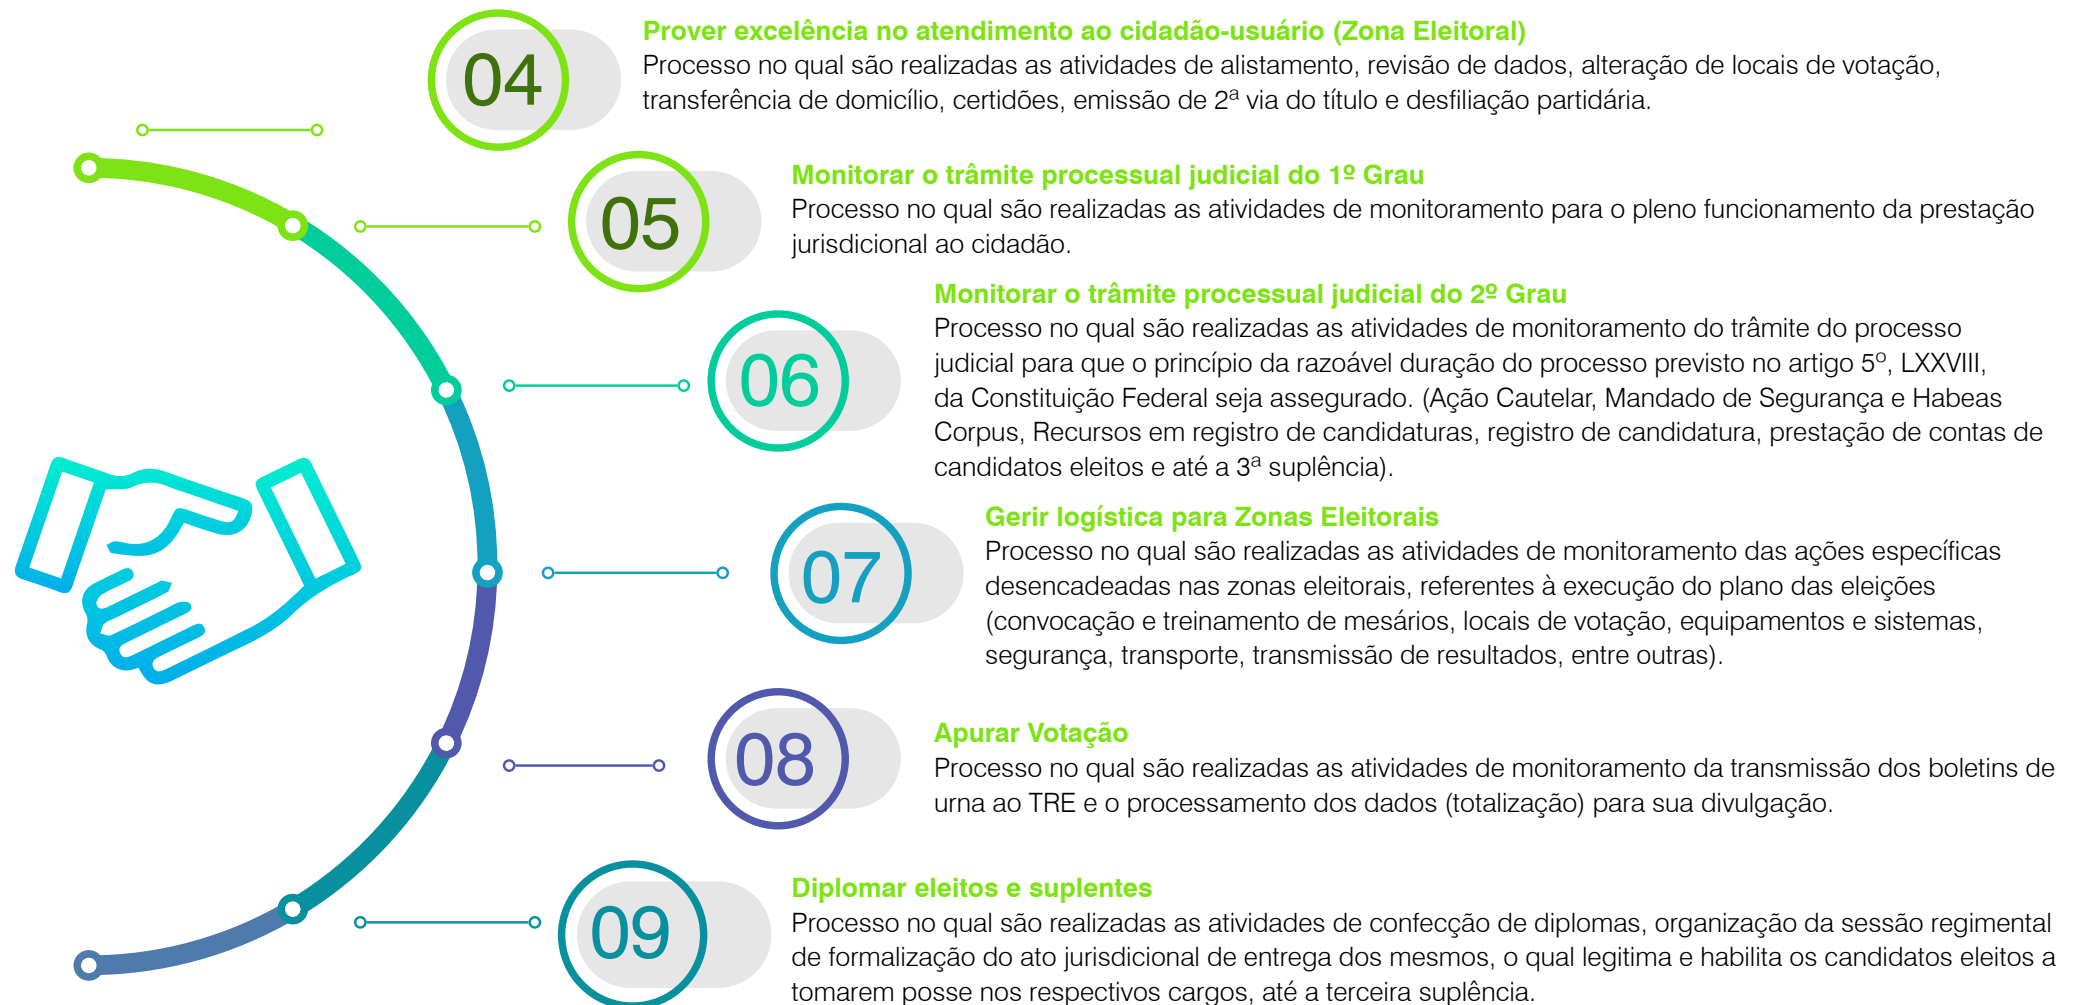 04
Prover excelência no atendimento ao cidadão-usuário (Zona Eleitoral)
Processo no qual são realizadas as atividades de alistamento, revisão de dados, alteração de locais de votação,
transferência de domicílio, certidões, emissão de 2ª via do título e desfiliação partidária.
05
Monitorar o trâmite processual judicial do 1º Grau
Processo no qual são realizadas as atividades de monitoramento para o pleno funcionamento da prestação
jurisdicional ao cidadão.
06
Monitorar o trâmite processual judicial do 2º Grau
Processo no qual são realizadas as atividades de monitoramento do trâmite do processo
judicial para que o princípio da razoável duração do processo previsto no artigo 5º, LXXVIII,
da Constituição Federal seja assegurado. (Ação Cautelar, Mandado de Segurança e Habeas
Corpus, Recursos em registro de candidaturas, registro de candidatura, prestação de contas de
candidatos eleitos e até a 3ª suplência).
07
Gerir logística para Zonas Eleitorais
Processo no qual são realizadas as atividades de monitoramento das ações específicas
desencadeadas nas zonas eleitorais, referentes à execução do plano das eleições
(convocação e treinamento de mesários, locais de votação, equipamentos e sistemas,
segurança, transporte, transmissão de resultados, entre outras).
08
Apurar Votação
Processo no qual são realizadas as atividades de monitoramento da transmissão dos boletins de
urna ao TRE e o processamento dos dados (totalização) para sua divulgação.
09
Diplomar eleitos e suplentes
Processo no qual são realizadas as atividades de confecção de diplomas, organização da sessão regimental
de formalização do ato jurisdicional de entrega dos mesmos, o qual legitima e habilita os candidatos eleitos a
tomarem posse nos respectivos cargos, até a terceira suplência.